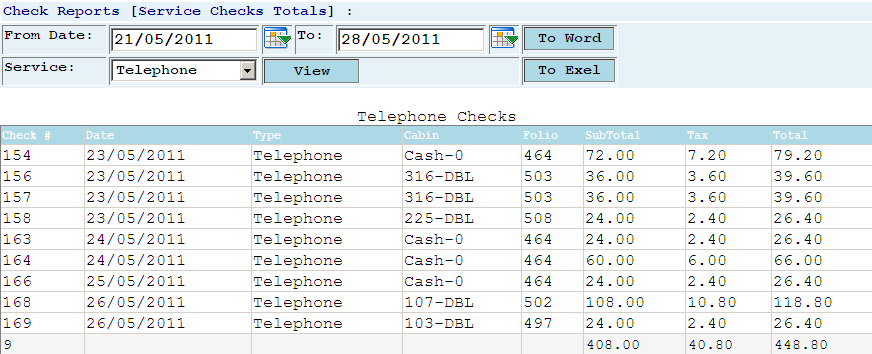 Check Reports [Service Checks Totals] :
From Date: 21/05/2011 To: 28/05/2011 To Word
Service: Telephone View To Exel
Telephone Checks
Check # Date Type Cabin Folio SubTotal Tax Total
154 23/05/2011 Telephone Cash-0 464 72.00 7.20 79.20
156 23/05/2011 Telephone 316-DBL 503 36.00 3.60 39.60
157 23/05/2011 Telephone 316-DBL 503 36.00 3.60 39.60
158 23/05/2011 Telephone 225-DBL 508 24.00 2.40 26.40
163 24/05/2011 Telephone Cash-0 464 24.00 2.40 26.40
164 24/05/2011 Telephone Cash-0 464 60.00 6.00 66.00
166 25/05/2011 Telephone Cash-0 464 24.00 2.40 26.40
168 26/05/2011 Telephone 107-DBL 502 108.00 10.80 118.80
169 26/05/2011 Telephone 103-DBL 497 24.00 2.40 26.40
9 408.00 40.80 448.80